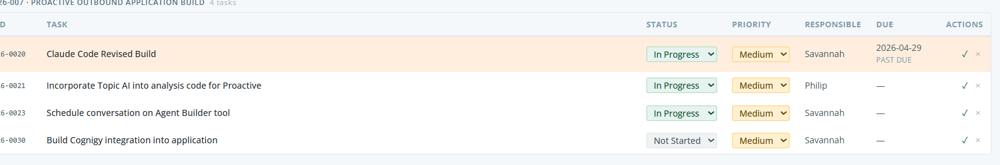 26-007 · PROACTIVE OUTBOUND APPLICATION BUILD 4 tasks
D TASK STATUS PRIORITY RESPONSIBLE DUE ACTIONS
6-0020 Claude Code Revised Build In Progress Medium Savannah 2026-04-29 ✓ ×
PAST DUE
6-0021 Incorporate Topic AI into analysis code for Proactive In Progress Medium Philip — ✓ ×
6-0023 Schedule conversation on Agent Builder tool In Progress Medium Savannah — ✓ ×
6-0030 Build Cognigy integration into application Not Started Medium Savannah — ✓ ×